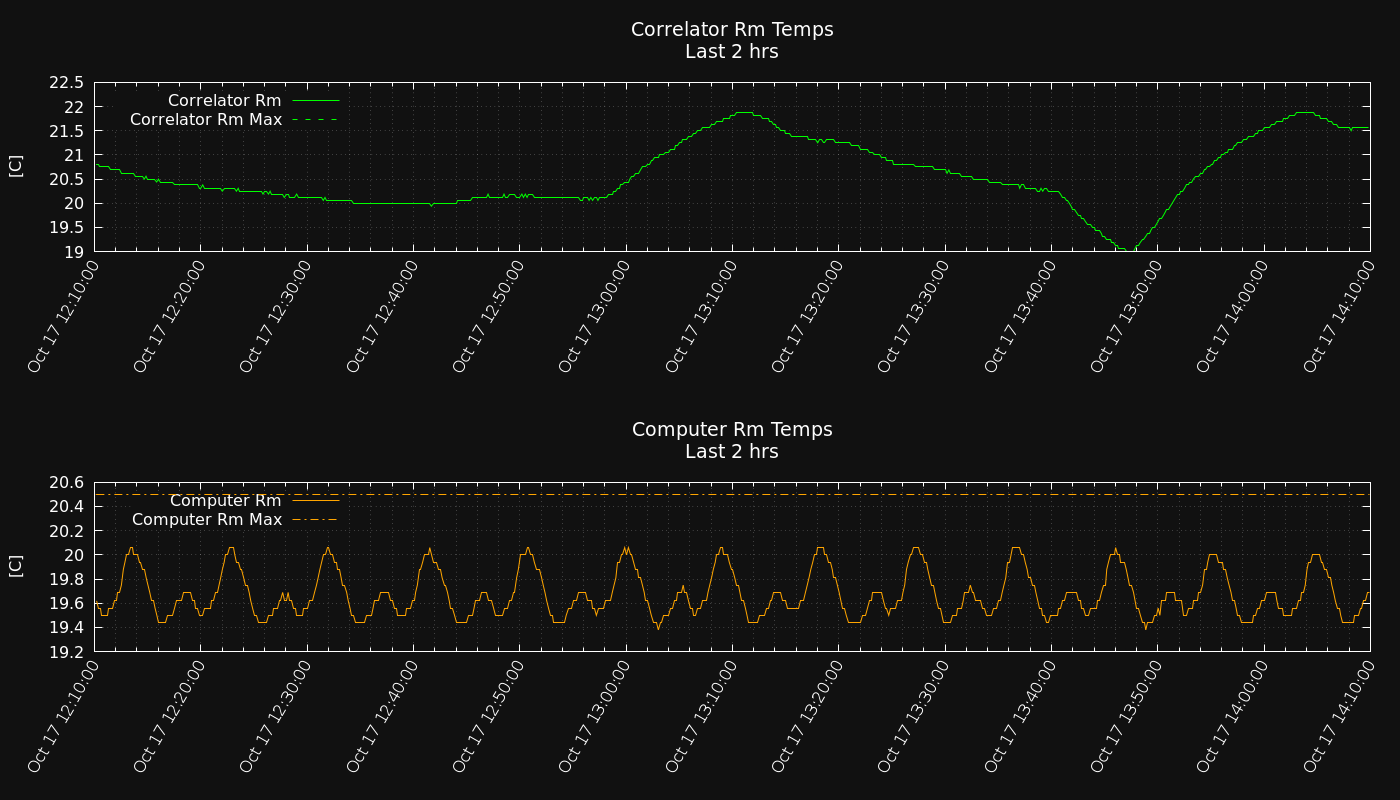 Correlator Rm Temps
Last 2 hrs
22.5
22
21.5
21
20.5
20
19.5
19
[C]
Correlator Rm
Correlator Rm Max
Oct 17 12:10:00
Oct 17 12:20:00
Oct 17 12:30:00
Oct 17 12:40:00
Oct 17 12:50:00
Oct 17 13:00:00
Oct 17 13:10:00
Oct 17 13:20:00
Oct 17 13:30:00
Oct 17 13:40:00
Oct 17 13:50:00
Oct 17 14:00:00
Oct 17 14:10:00
Computer Rm Temps
Last 2 hrs
20.6
20.4
20.2
20
19.8
19.6
19.4
19.2
[C]
Computer Rm
Computer Rm Max
Oct 17 12:10:00
Oct 17 12:20:00
Oct 17 12:30:00
Oct 17 12:40:00
Oct 17 12:50:00
Oct 17 13:00:00
Oct 17 13:10:00
Oct 17 13:20:00
Oct 17 13:30:00
Oct 17 13:40:00
Oct 17 13:50:00
Oct 17 14:00:00
Oct 17 14:10:00